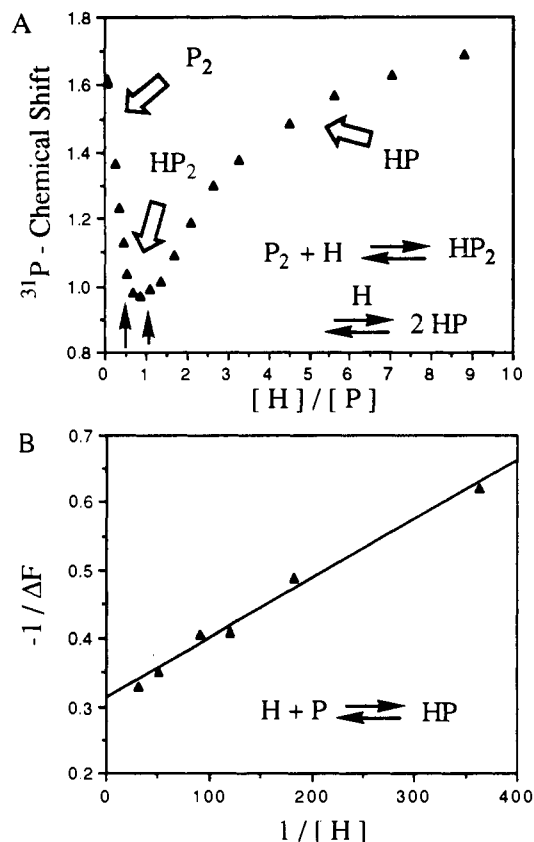 A
1.8
1.6
1.4
1.2
1.0
0.8
³¹P - Chemical Shift
P₂
HP₂
HP
P₂ + H ⇌ HP₂
H
⇌ 2 HP
0 1 2 3 4 5 6 7 8 9 10
[ H ] / [ P ]
B
0.7
0.6
0.5
0.4
0.3
0.2
-1 / ΔF
H + P ⇌ HP
0 100 200 300 400
1 / [ H ]